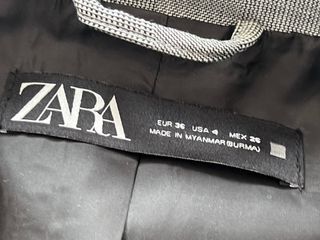 ZARA
EUR 36 USA 4 MEX 26
MADE IN MYANMAR (BURMA)